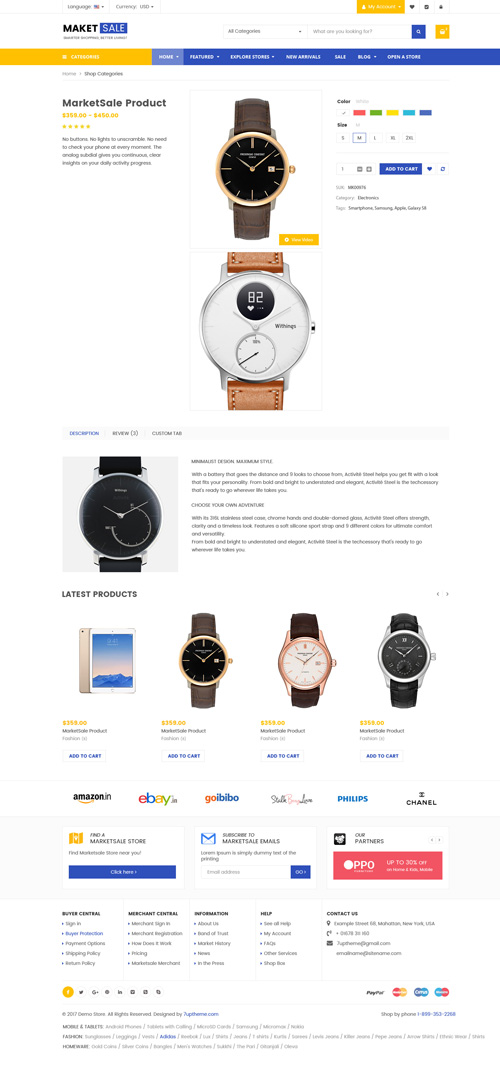 Language:
Currency: USD
My Account
MAKET SALE
SMARTER SHOPPING, BETTER LIVING!
All Categories
What are you looking for?
CATEGORIES
HOME
FEATURED
EXPLORE STORES
NEW ARRIVALS
SALE
BLOG
OPEN A STORE
Home > Shop Categories
MarketSale Product
$359.00 - $450.00
No buttons. No lights to unscramble. No need
to check your phone at every moment. The
analog subdial gives you continuous, clear
insights on your daily activity progress.
Color White
Size M
S M L XL 2XL
1
ADD TO CART
Category: Electronics
Tags: Smartphone, Samsung, Apple, Galaxy S8
82
Withings
DESCRIPTION
REVIEW (3)
CUSTOM TAB
Withings
MINIMALIST DESIGN. MAXIMUM STYLE.
With a battery that goes the distance and 9 looks to choose from, Activité Steel helps you get fit with a look
that fits your personality. From bold and bright to understated and elegant, Activité Steel is the techcessory
that's ready to go wherever life takes you.
CHOOSE YOUR OWN ADVENTURE
With its 316L stainless steel case, chrome hands and double-domed glass, Activité Steel offers strength,
clarity and a timeless look. Features a soft silicone sport strap and 9 different colors for ultimate comfort
and versatility.
From bold and bright to understated and elegant, Activité Steel is the techcessory that's ready to go
wherever life takes you.
LATEST PRODUCTS
$359.00
MarketSale Product
Fashion (6)
ADD TO CART
$359.00
MarketSale Product
Fashion (6)
ADD TO CART
$359.00
MarketSale Product
Fashion (6)
ADD TO CART
$359.00
MarketSale Product
Fashion (6)
ADD TO CART
amazon.in
ebay.in
goibibo
Stalk Buy Love
PHILIPS
CHANEL
FIND A
MARKETSALE STORE
Find Marketsale Store near you!
Click here >
SUBSCRIBE TO
MARKETSALE EMAILS
Lorem Ipsum is simply dummy text of the
printing
Email address
GO >
OUR
PARTNERS
OPPO
UP TO 30% OFF
on Home & Kids, Mobile
BUYER CENTRAL
Sign In
Buyer Protection
Payment Options
Shipping Policy
Return Policy
MERCHANT CENTRAL
Merchant Sign In
Merchant Registration
How Does It Work
Pricing
Marketsale Merchant
INFORMATION
About Us
Band of Trust
Market History
News
In the Press
HELP
See all Help
My Account
FAQs
Other Services
Shop Box
CONTACT US
Example Street 68, Mahattan, New York, USA
+ 01678 311 160
7uptheme@gmail.com
emailname@sitename.com
PayPal
MasterCard
Cirrus
Maestro
© 2017 Demo Store. All Rights Reserved. Designed by 7uptheme.com
Shop by phone 1-899-353-2268
MOBILE & TABLETS: Android Phones / Tablets with Calling / MicroSD Cards / Samsung / Micromax / Nokia
FASHION: Sunglasses / Leggings / Vests / Adidas / Reebok / Lux / Shirts / Jeans / T shirts / Kurtis / Sarees / Levis Jeans / Killer Jeans / Pepe Jeans / Arrow Shirts / Ethnic Wear / Shirts
HOMEWARE: Gold Coins / Silver Coins / Bangles / Men's Watches / Sukkhi / The Pari / Gitanjali / Oleva